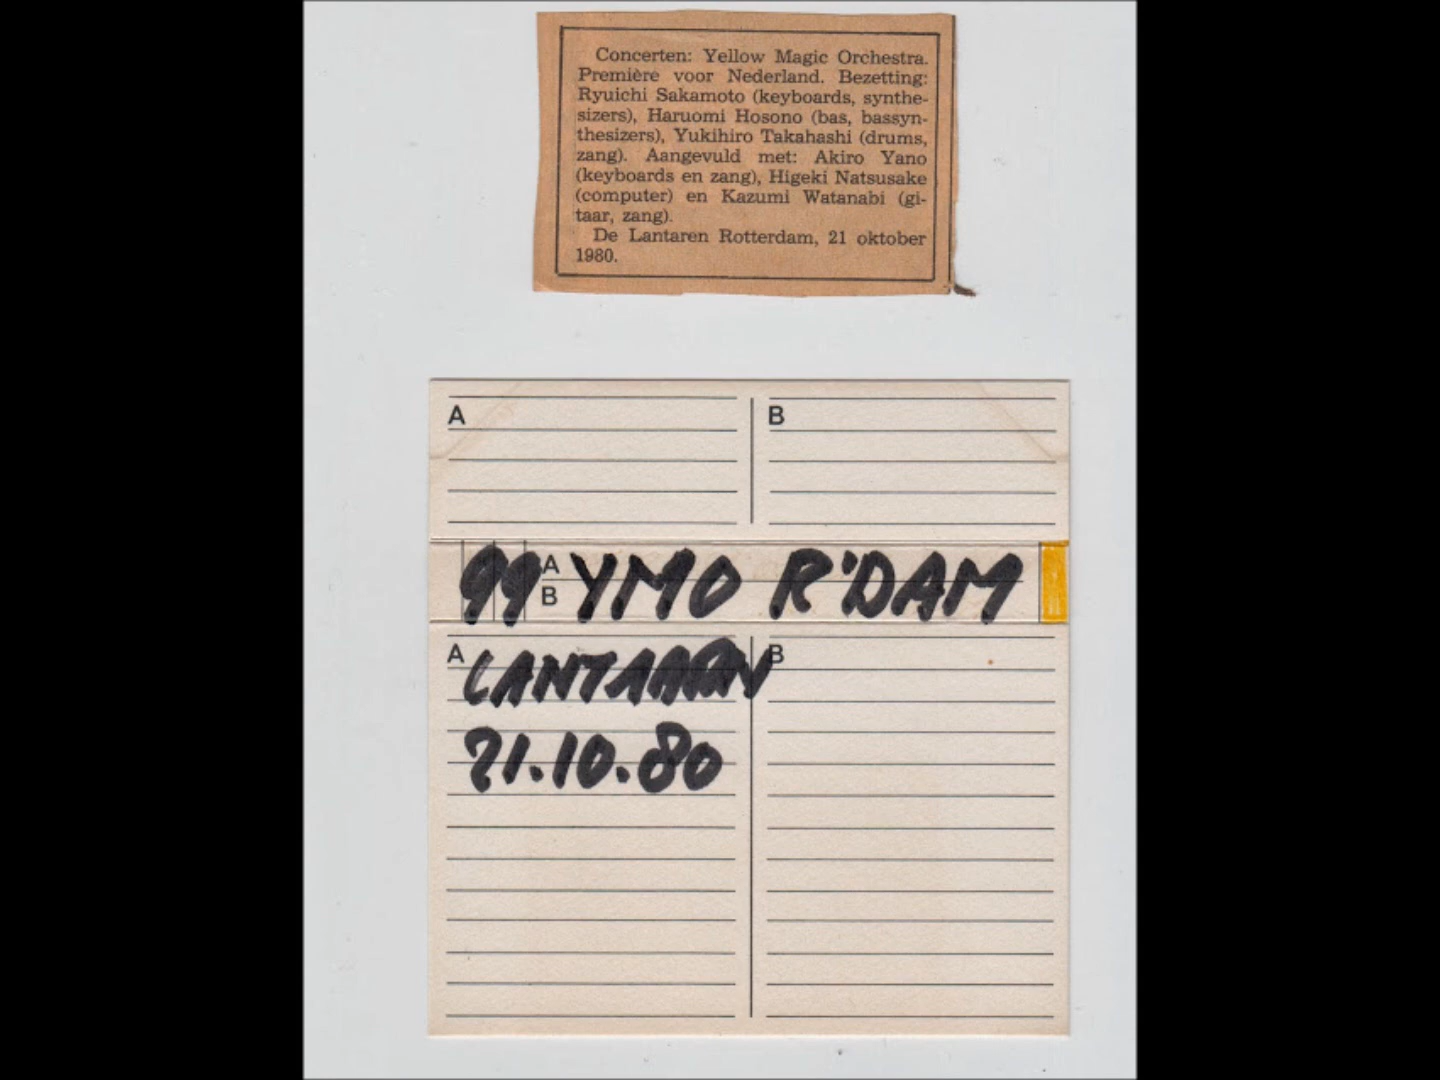 Concerten: Yellow Magic Orchestra.
Première voor Nederland. Bezetting:
Ryuichi Sakamoto (keyboards, synthe-
sizers), Haruomi Hosono (bas, bassyn-
thesizers), Yukihiro Takahashi (drums,
zang). Aangevuld met: Akiro Yano
(keyboards en zang), Higeki Natsusake
(computer) en Kazumi Watanabi (gi-
taar, zang).
De Lantaren Rotterdam, 21 oktober
1980.
A B
99 A YMO R'DAM
B
A B
21.10.80